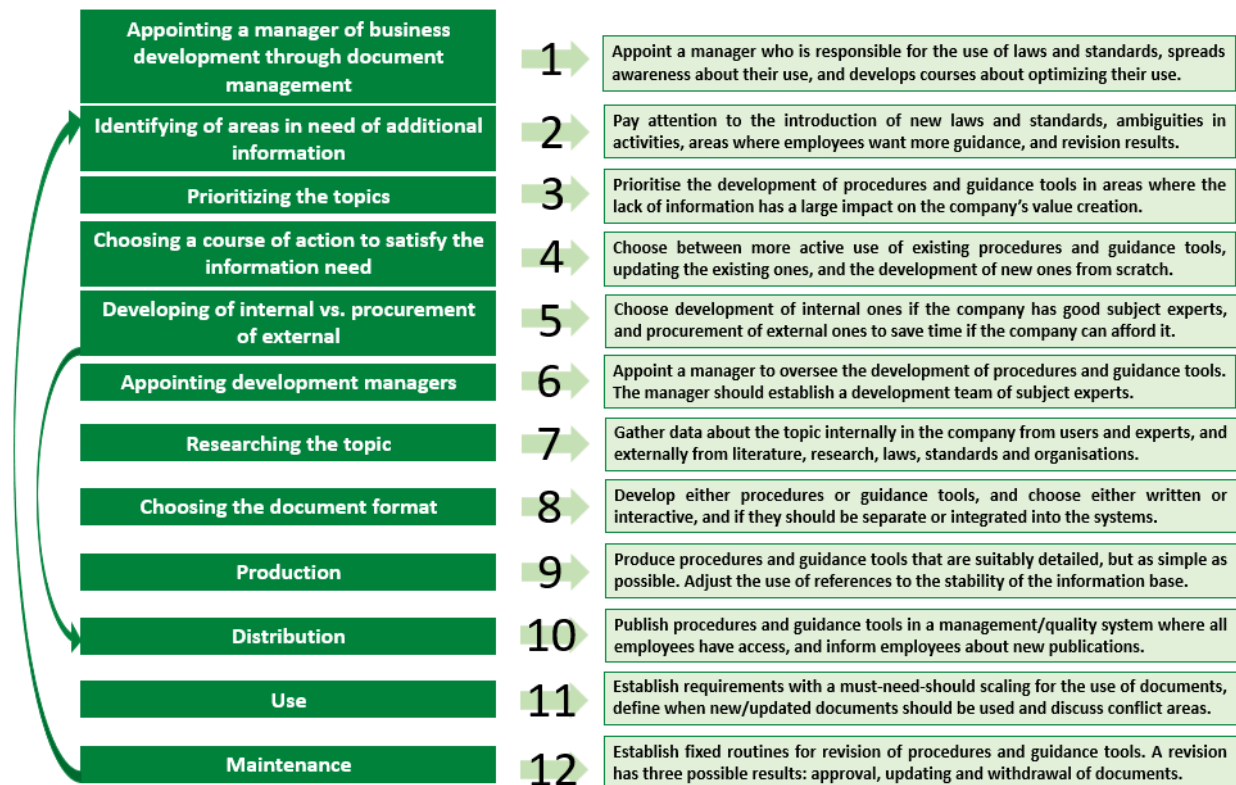 Appointing a manager of business
development through document
management
1
Appoint a manager who is responsible for the use of laws and standards, spreads
awareness about their use, and develops courses about optimizing their use.
Identifying of areas in need of additional
information
2
Pay attention to the introduction of new laws and standards, ambiguities in
activities, areas where employees want more guidance, and revision results.
Prioritizing the topics
3
Prioritise the development of procedures and guidance tools in areas where the
lack of information has a large impact on the company's value creation.
Choosing a course of action to satisfy the
information need
4
Choose between more active use of existing procedures and guidance tools,
updating the existing ones, and the development of new ones from scratch.
Developing of internal vs. procurement
of external
5
Choose development of internal ones if the company has good subject experts,
and procurement of external ones to save time if the company can afford it.
Appointing development managers
6
Appoint a manager to oversee the development of procedures and guidance tools.
The manager should establish a development team of subject experts.
Researching the topic
7
Gather data about the topic internally in the company from users and experts, and
externally from literature, research, laws, standards and organisations.
Choosing the document format
8
Develop either procedures or guidance tools, and choose either written or
interactive, and if they should be separate or integrated into the systems.
Production
9
Produce procedures and guidance tools that are suitably detailed, but as simple as
possible. Adjust the use of references to the stability of the information base.
Distribution
10
Publish procedures and guidance tools in a management/quality system where all
employees have access, and inform employees about new publications.
Use
11
Establish requirements with a must-need-should scaling for the use of documents,
define when new/updated documents should be used and discuss conflict areas.
Maintenance
12
Establish fixed routines for revision of procedures and guidance tools. A revision
has three possible results: approval, updating and withdrawal of documents.